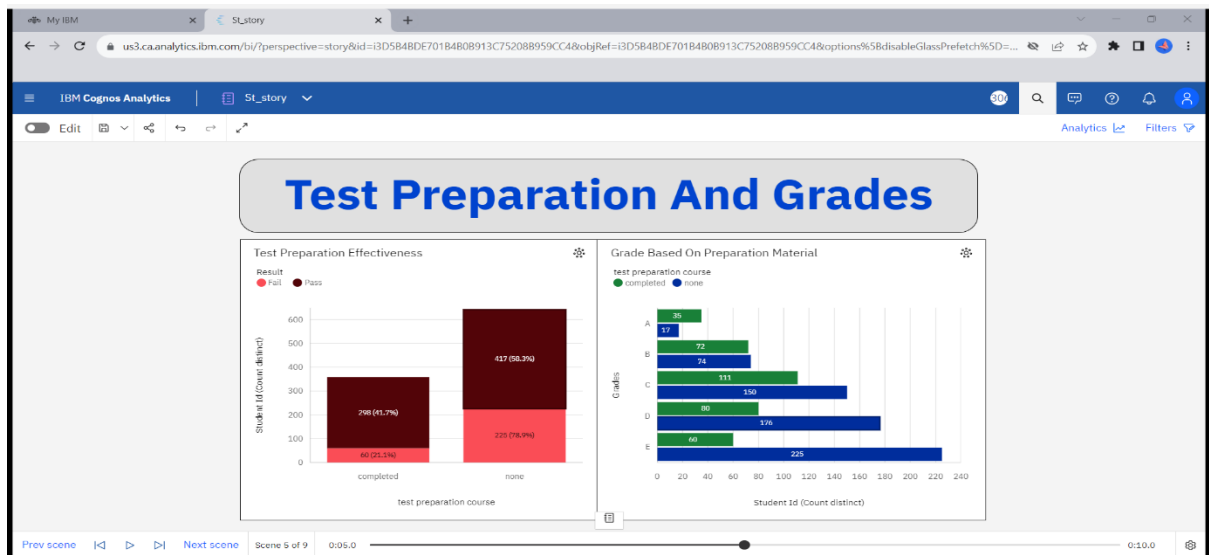 My IBM
St_story
us3.ca.analytics.ibm.com/bi/?perspective=story&id=i3D5B4BDE701B4B0B913C75208B959CC4&objRef=i3D5B4BDE701B4B0B913C75208B959CC4&options%5BdisableGlassPrefetch%5D=...
IBM Cognos Analytics
St_story
Edit
Analytics Filters
Test Preparation And Grades
Test Preparation Effectiveness
Result
Fail Pass
Student Id (Count distinct)
600
500
400
300
200
100
0
417 (58.3%)
298 (41.7%)
225 (78.9%)
60 (21.1%)
completed none
test preparation course
Grade Based On Preparation Material
test preparation course
completed none
Grades
A 35
17
B 72
74
C 111
150
D 80
176
E 60
225
0 20 40 60 80 100 120 140 160 180 200 220 240
Student Id (Count distinct)
Prev scene Next scene Scene 5 of 9 0:05.0 0:10.0